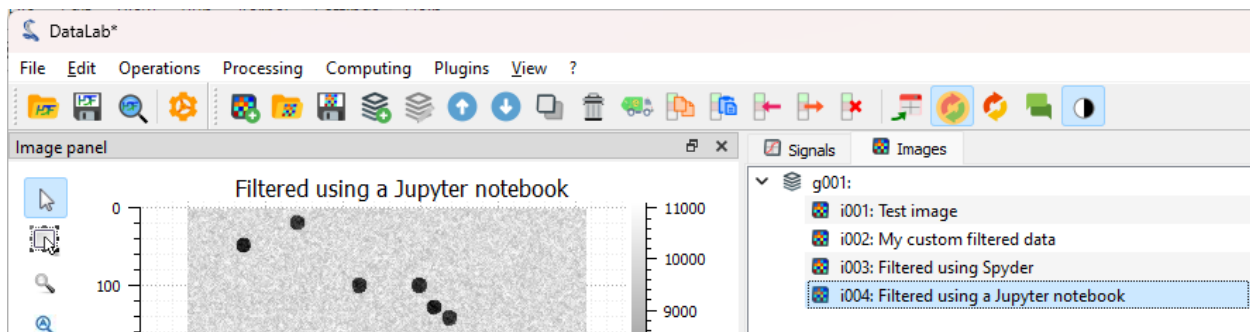 DataLab*
File Edit Operations Processing Computing Plugins View ?
Image panel
Signals Images
Filtered using a Jupyter notebook
0
100
11000
10000
9000
g001:
i001: Test image
i002: My custom filtered data
i003: Filtered using Spyder
i004: Filtered using a Jupyter notebook